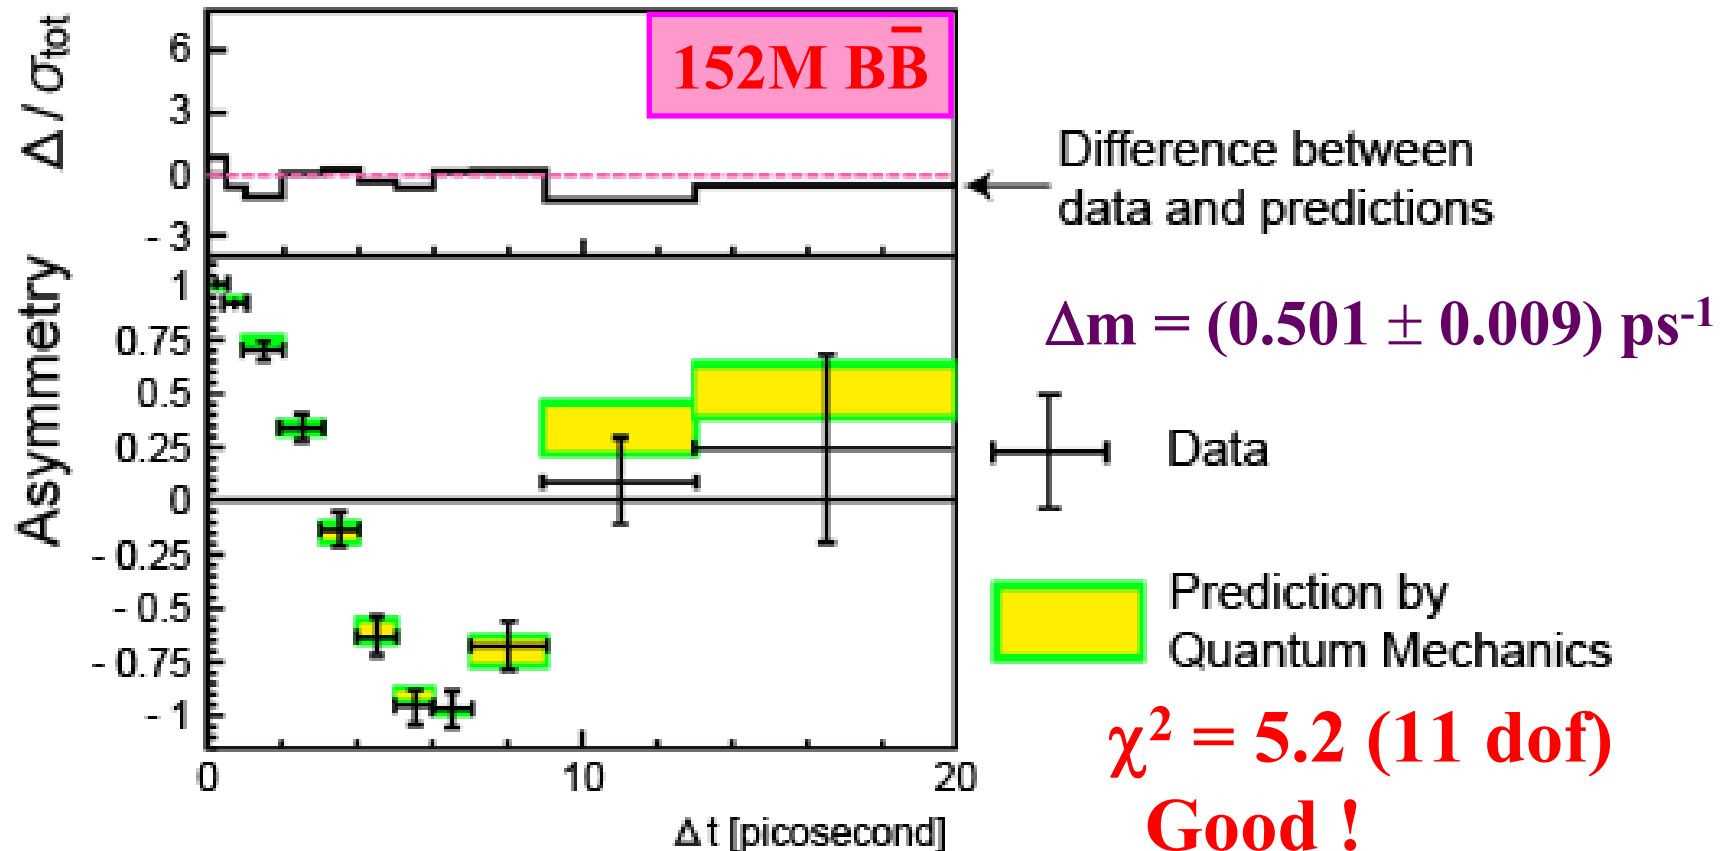 Δ / σtot
6
3
0
- 3
152M BB̄
Difference between
data and predictions
Asymmetry
1
0.75
0.5
0.25
0
- 0.25
- 0.5
- 0.75
- 1
Δm = (0.501 ± 0.009) ps⁻¹
Data
Prediction by
Quantum Mechanics
χ² = 5.2 (11 dof)
Good !
0
10
20
Δ t [picosecond]